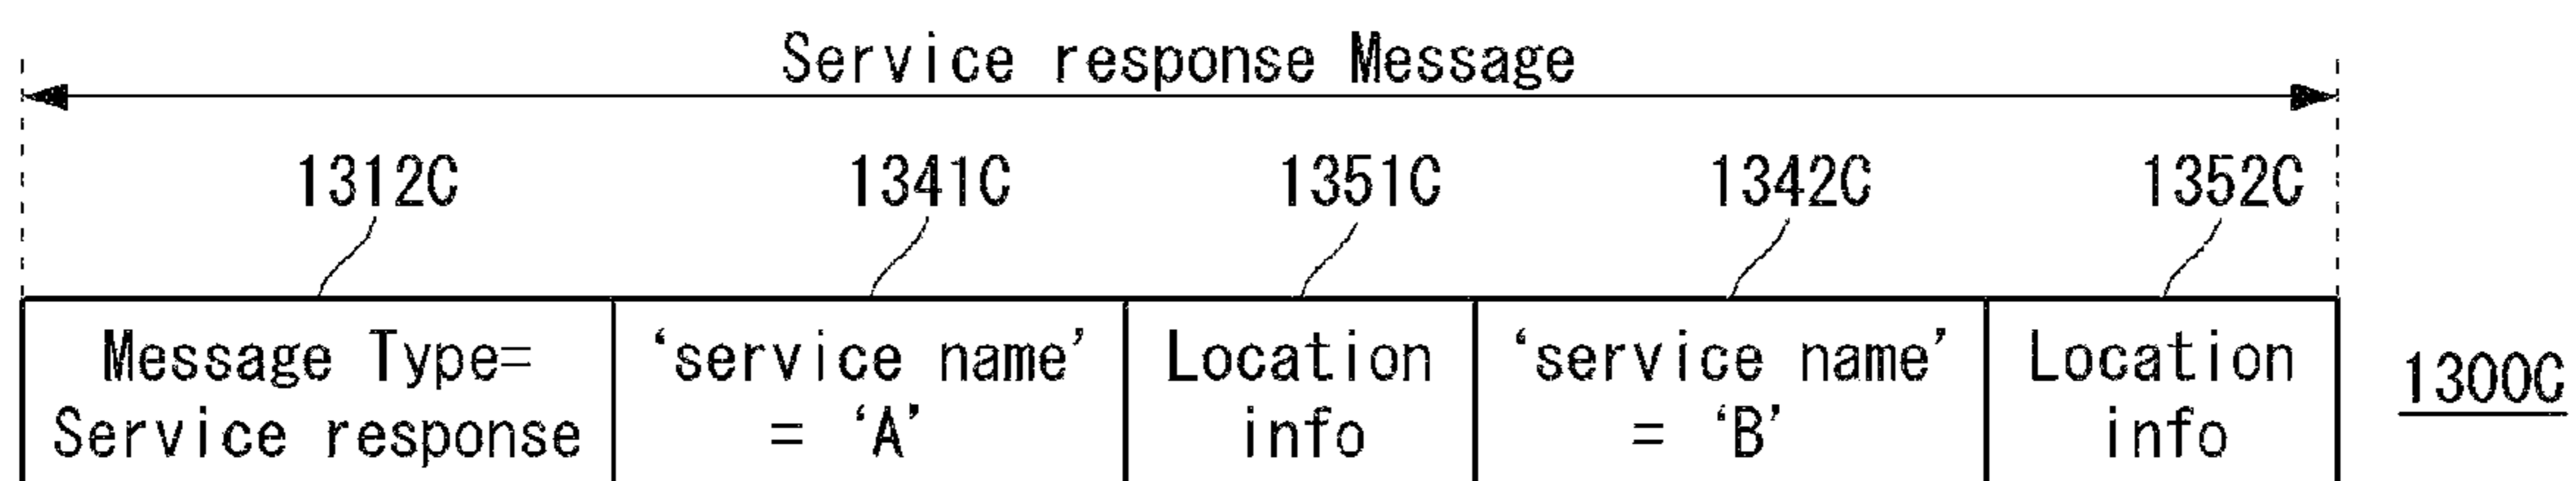 Service response Message
1312C 1341C 1351C 1342C 1352C
Message Type= ‘service name’ Location ‘service name’ Location
Service response = ‘A’ info = ‘B’ info
1300C